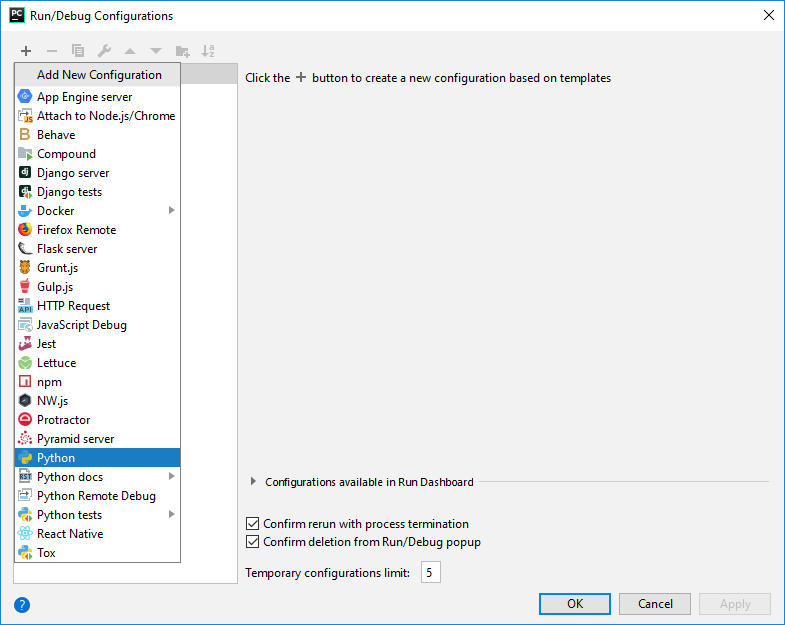 PC
Run/Debug Configurations
Add New Configuration
App Engine server
Attach to Node.js/Chrome
Behave
Compound
Django server
Django tests
Docker
Firefox Remote
Flask server
Grunt.js
Gulp.js
HTTP Request
JavaScript Debug
Jest
Lettuce
npm
NW.js
Protractor
Pyramid server
Python
Python docs
Python Remote Debug
Python tests
React Native
Tox
Click the + button to create a new configuration based on templates
Configurations available in Run Dashboard
Confirm rerun with process termination
Confirm deletion from Run/Debug popup
Temporary configurations limit: 5
?
OK Cancel Apply